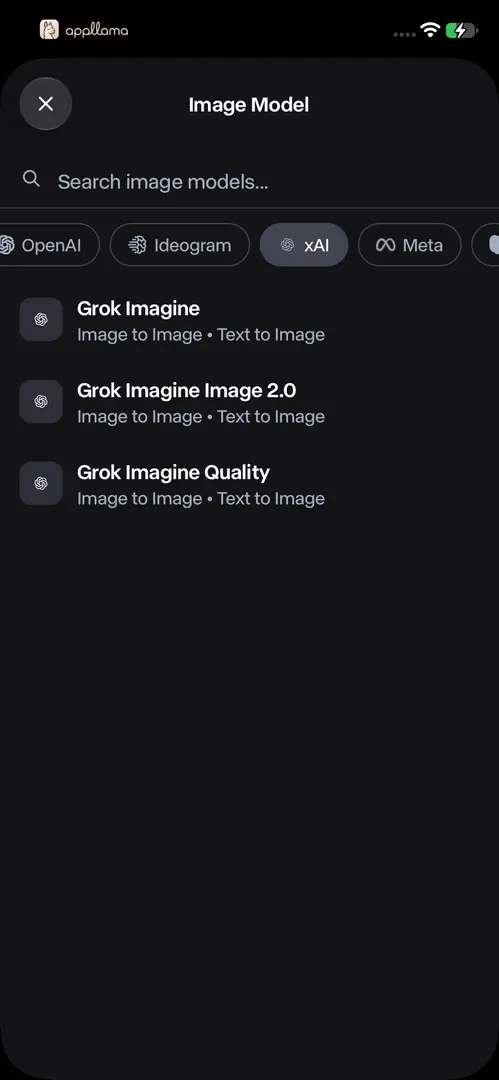 appllama
Image Model
Search image models...
OpenAI
Ideogram
xAI
Meta
Grok Imagine
Image to Image • Text to Image
Grok Imagine Image 2.0
Image to Image • Text to Image
Grok Imagine Quality
Image to Image • Text to Image